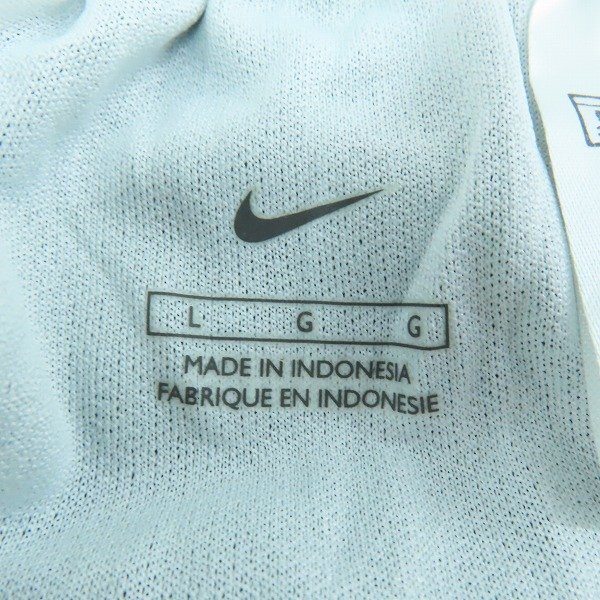 L G G
MADE IN INDONESIA
FABRIQUE EN INDONESIE